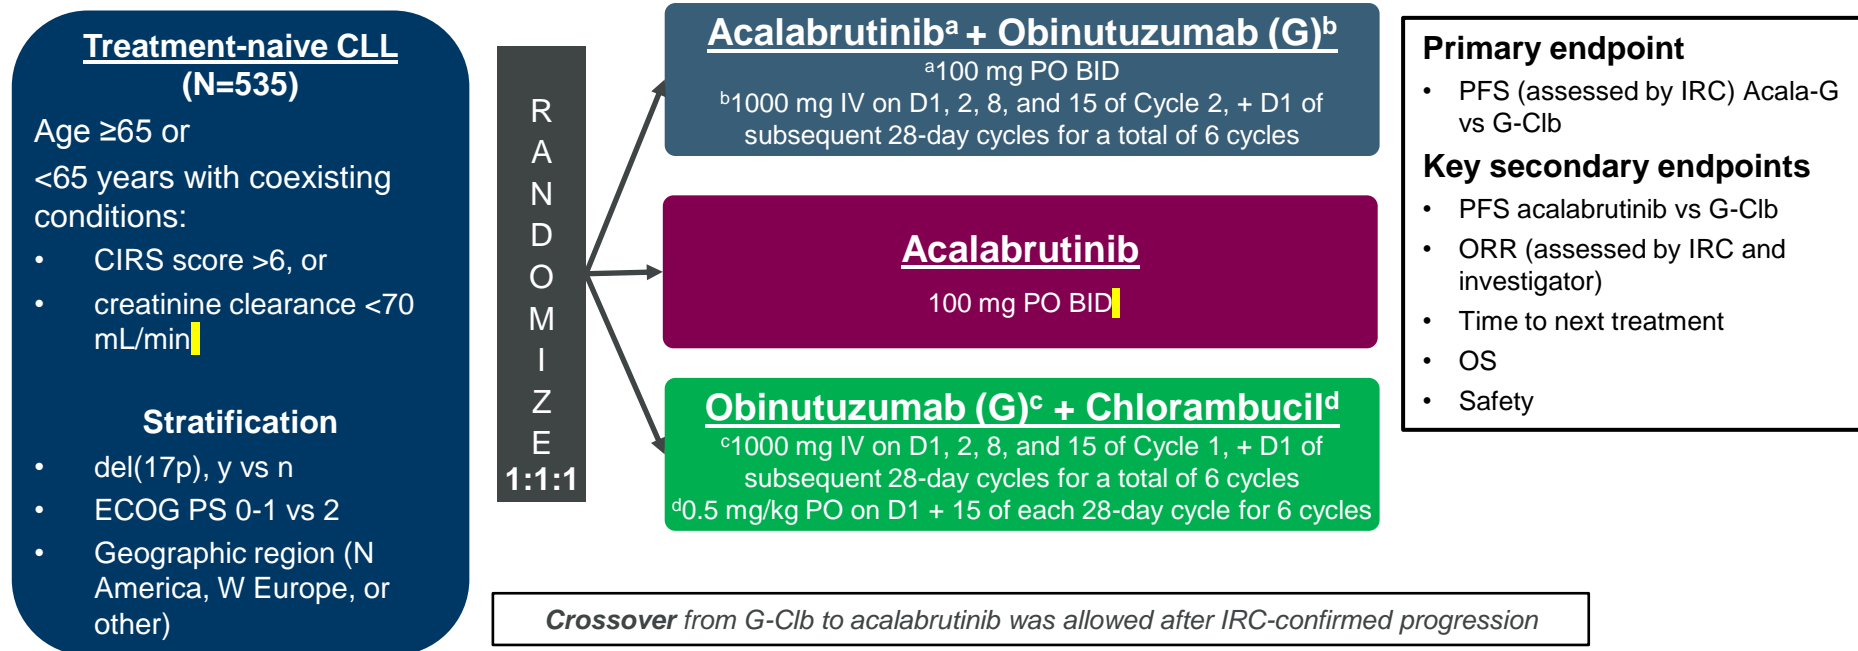 Treatment-naive CLL
(N=535)
Age ≥65 or
<65 years with coexisting
conditions:
• CIRS score >6, or
• creatinine clearance <70
mL/min
Stratification
• del(17p), y vs n
• ECOG PS 0-1 vs 2
• Geographic region (N
America, W Europe, or
other)
R
A
N
D
O
M
I
Z
E
1:1:1
Acalabrutinibᵃ + Obinutuzumab (G)ᵇ
ᵃ100 mg PO BID
ᵇ1000 mg IV on D1, 2, 8, and 15 of Cycle 2, + D1 of
subsequent 28-day cycles for a total of 6 cycles
Acalabrutinib
100 mg PO BID
Obinutuzumab (G)ᶜ + Chlorambucilᵈ
ᶜ1000 mg IV on D1, 2, 8, and 15 of Cycle 1, + D1 of
subsequent 28-day cycles for a total of 6 cycles
ᵈ0.5 mg/kg PO on D1 + 15 of each 28-day cycle for 6 cycles
Crossover from G-Clb to acalabrutinib was allowed after IRC-confirmed progression
Primary endpoint
• PFS (assessed by IRC) Acala-G
vs G-Clb
Key secondary endpoints
• PFS acalabrutinib vs G-Clb
• ORR (assessed by IRC and
investigator)
• Time to next treatment
• OS
• Safety